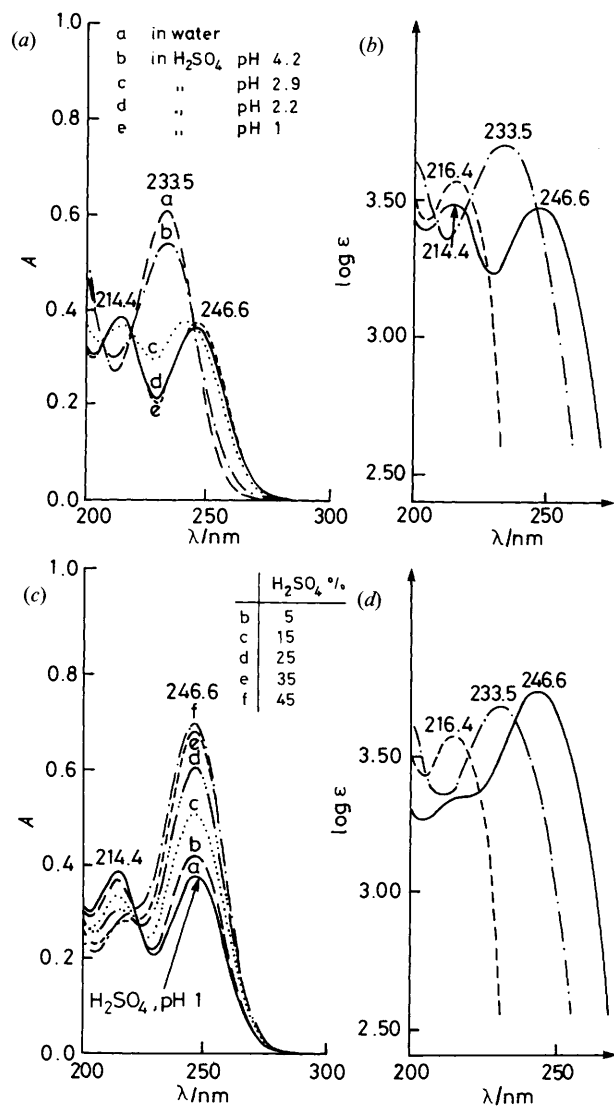 (a)
1.0
0.8
0.6
0.4
0.2
0.0
A
a in water
b in H₂SO₄ pH 4.2
c " pH 2.9
d " pH 2.2
e " pH 1
233.5
a
b
214.4
246.6
c
d
e
200 250 300
λ/nm
(b)
3.50
3.00
2.50
log ε
233.5
216.4
246.6
214.4
200 250
λ/nm
(c)
1.0
0.8
0.6
0.4
0.2
0.0
A
H₂SO₄ %
b 5
c 15
d 25
e 35
f 45
246.6
f
e
d
c
214.4
b
a
H₂SO₄, pH 1
200 250 300
λ/nm
(d)
3.50
3.00
2.50
log ε
246.6
233.5
216.4
200 250
λ/nm